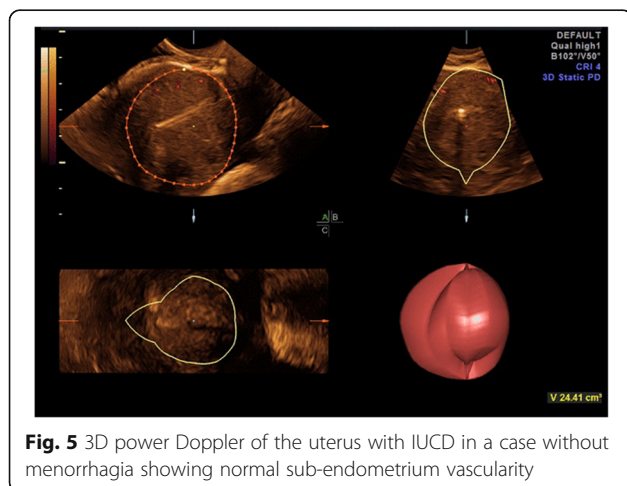 DEFAULT
Qual high1
B102°/V50°
CRI 4
3D Static PD
A B
C
V 24.41 cm³
Fig. 5 3D power Doppler of the uterus with IUCD in a case without
menorrhagia showing normal sub-endometrium vascularity